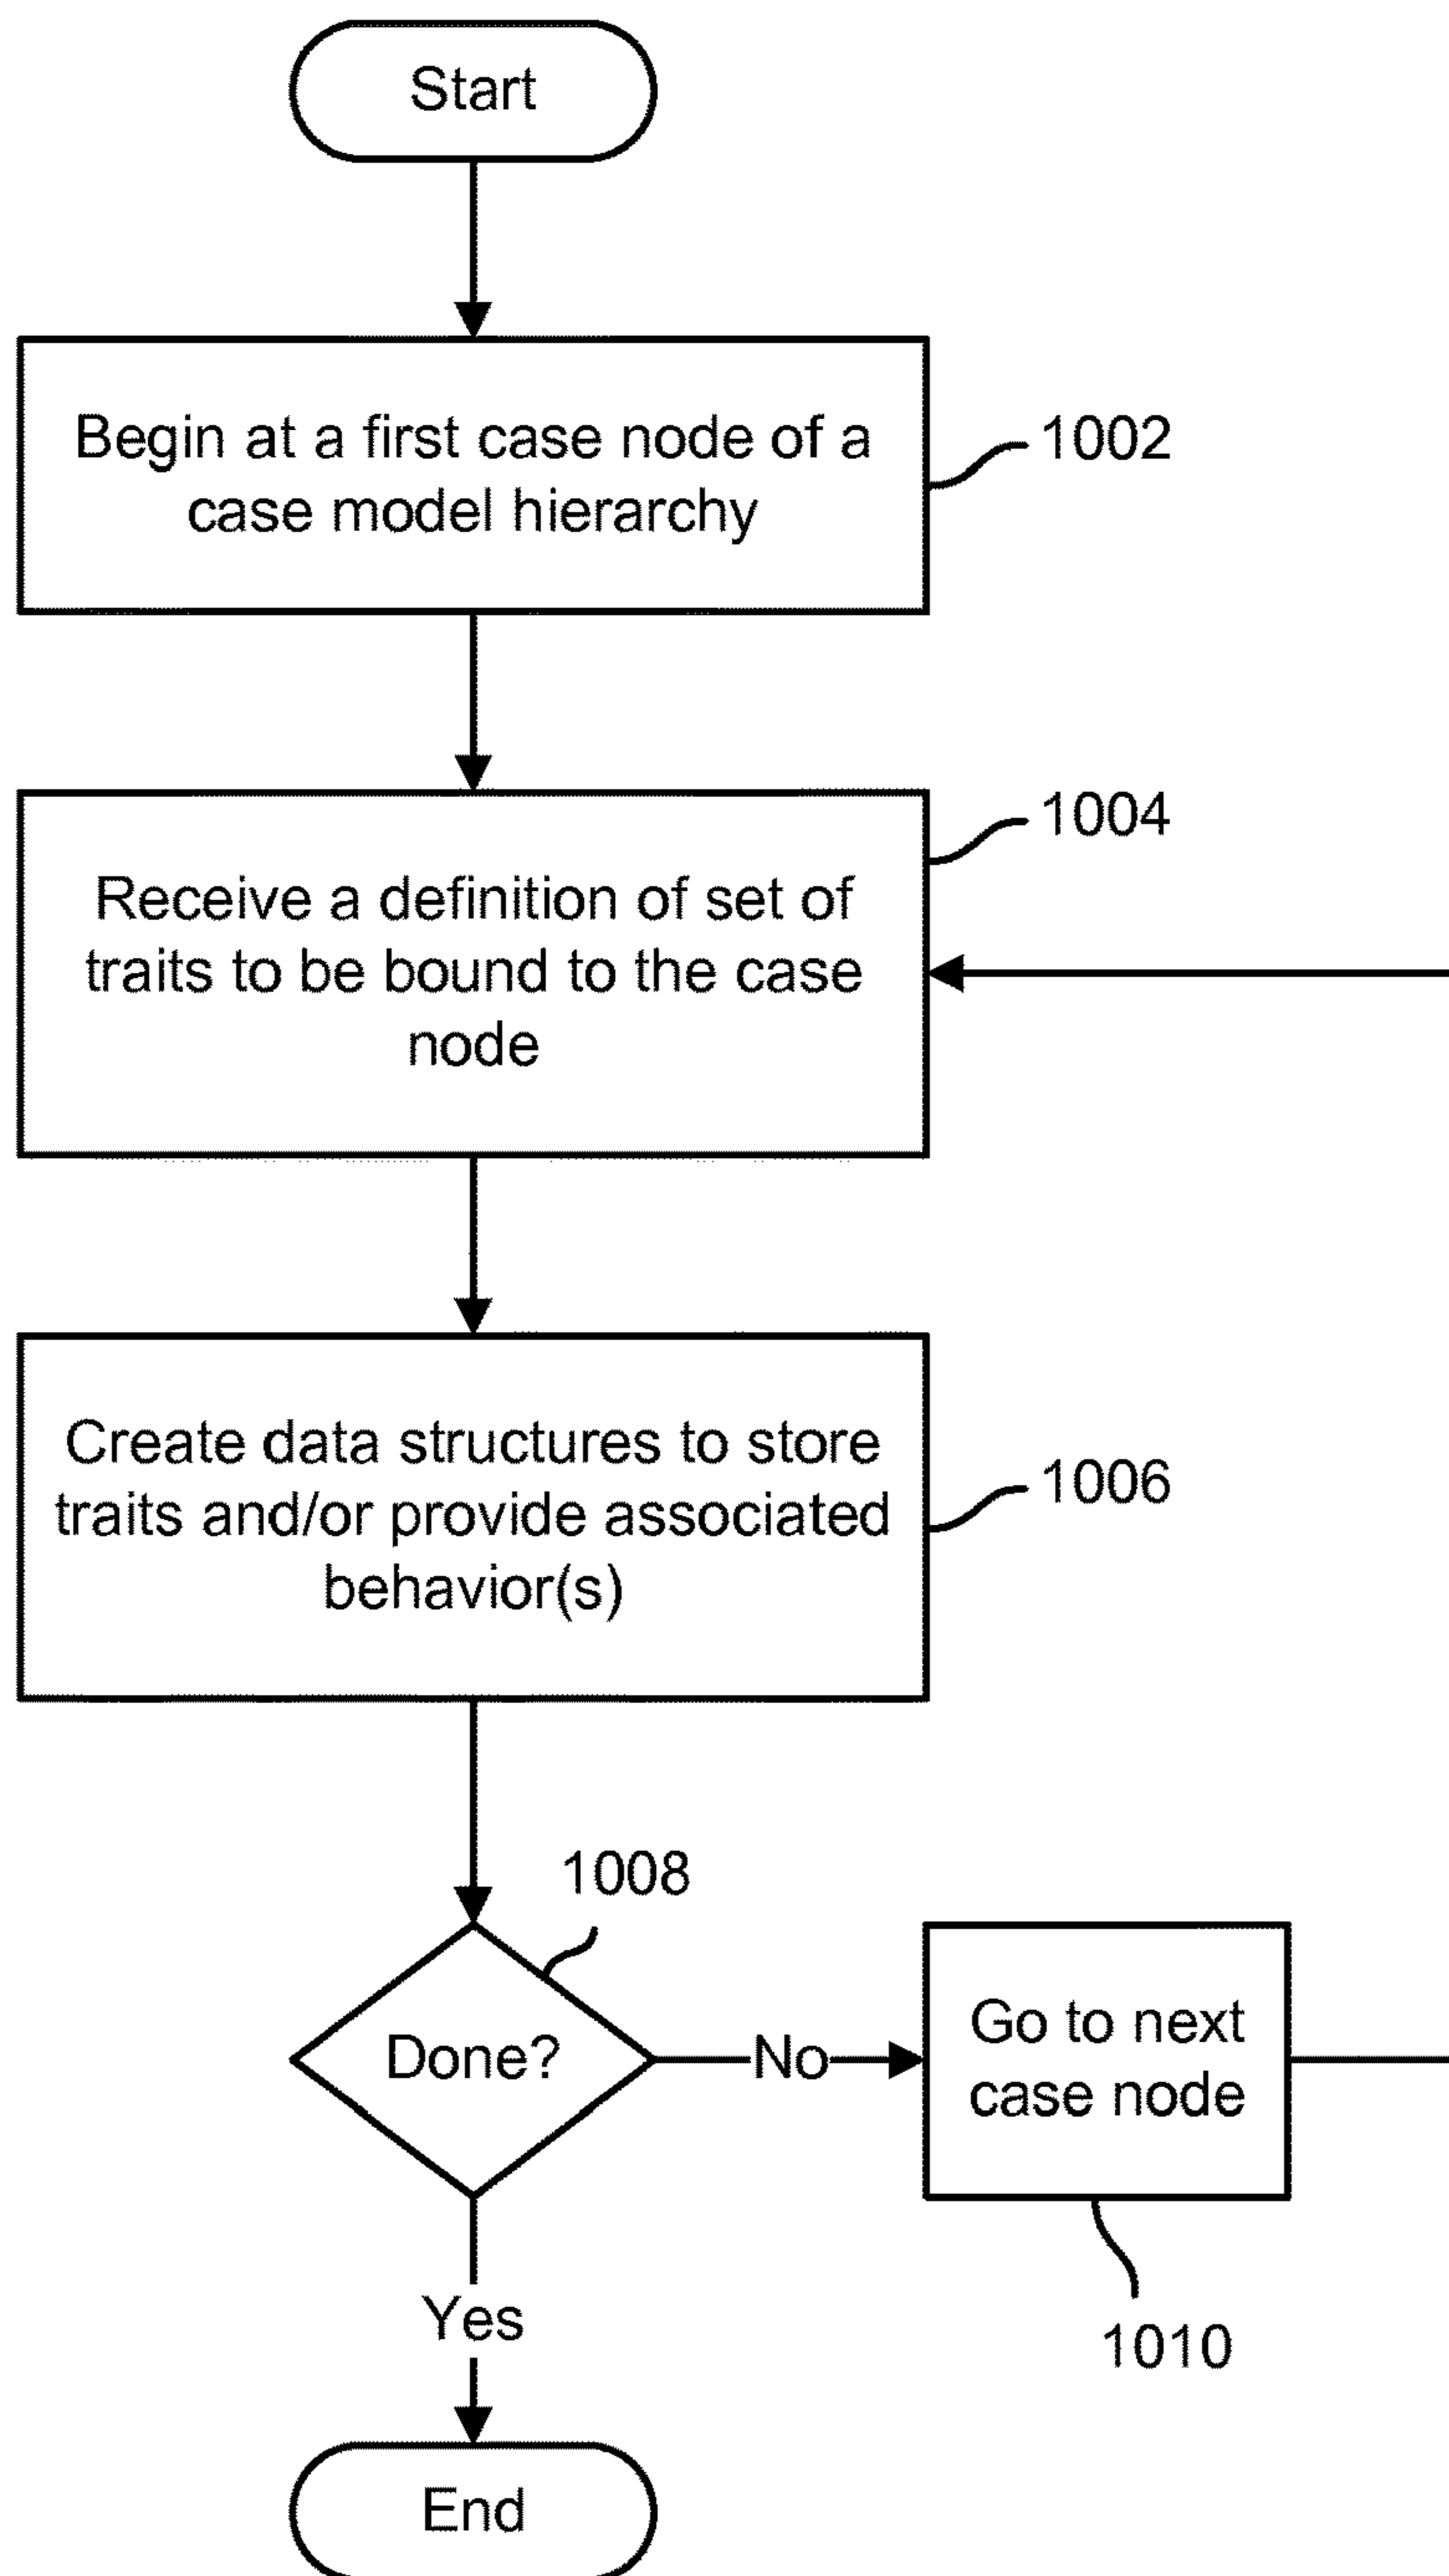 Start
Begin at a first case node of a
case model hierarchy
1002
Receive a definition of set of
traits to be bound to the case
node
1004
Create data structures to store
traits and/or provide associated
behavior(s)
1006
1008
Done?
No
Go to next
case node
1010
Yes
End